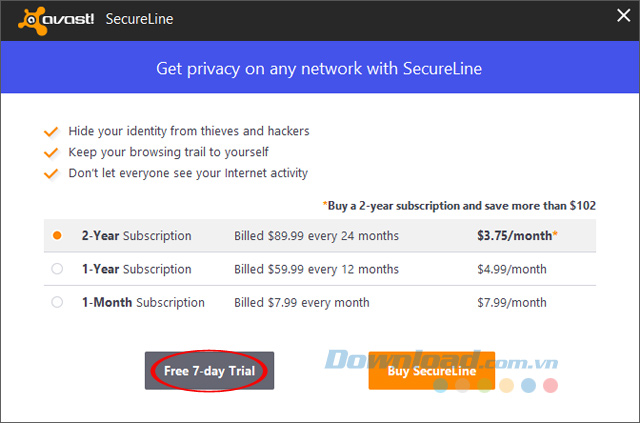 avast! SecureLine
Get privacy on any network with SecureLine
Hide your identity from thieves and hackers
Keep your browsing trail to yourself
Don't let everyone see your Internet activity
*Buy a 2-year subscription and save more than $102
2-Year Subscription Billed $89.99 every 24 months $3.75/month*
1-Year Subscription Billed $59.99 every 12 months $4.99/month
1-Month Subscription Billed $7.99 every month $7.99/month
Free 7-day Trial
Download.com.vn
Buy SecureLine